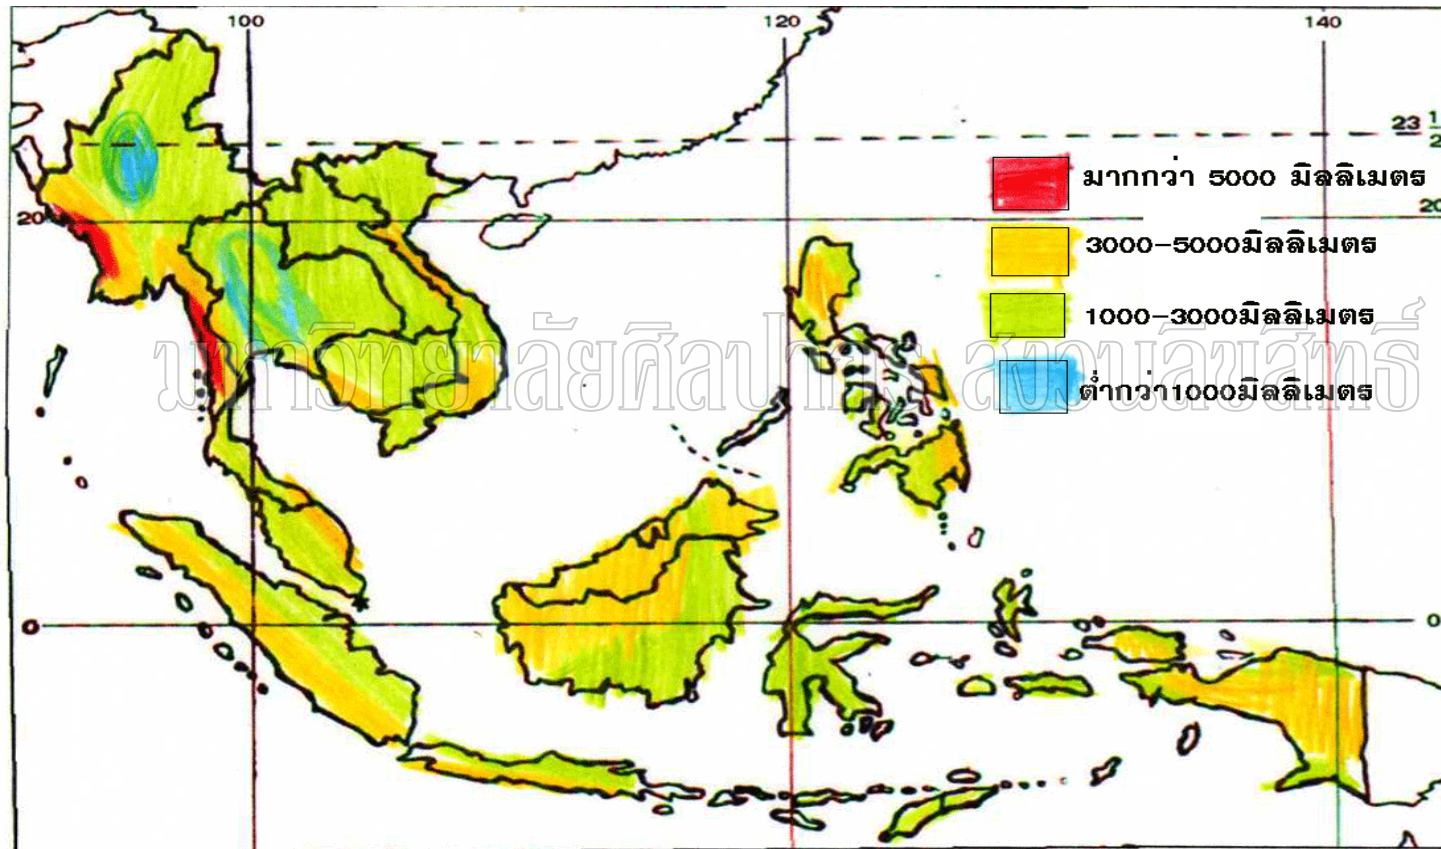 100 120 140
23 1/2
20 20
มากกว่า 5000 มิลลิเมตร
3000-5000มิลลิเมตร
1000-3000มิลลิเมตร
ต่ำกว่า1000มิลลิเมตร
มหาวิทยาลัยศิลปากร สงวนลิขสิทธิ์
0 0